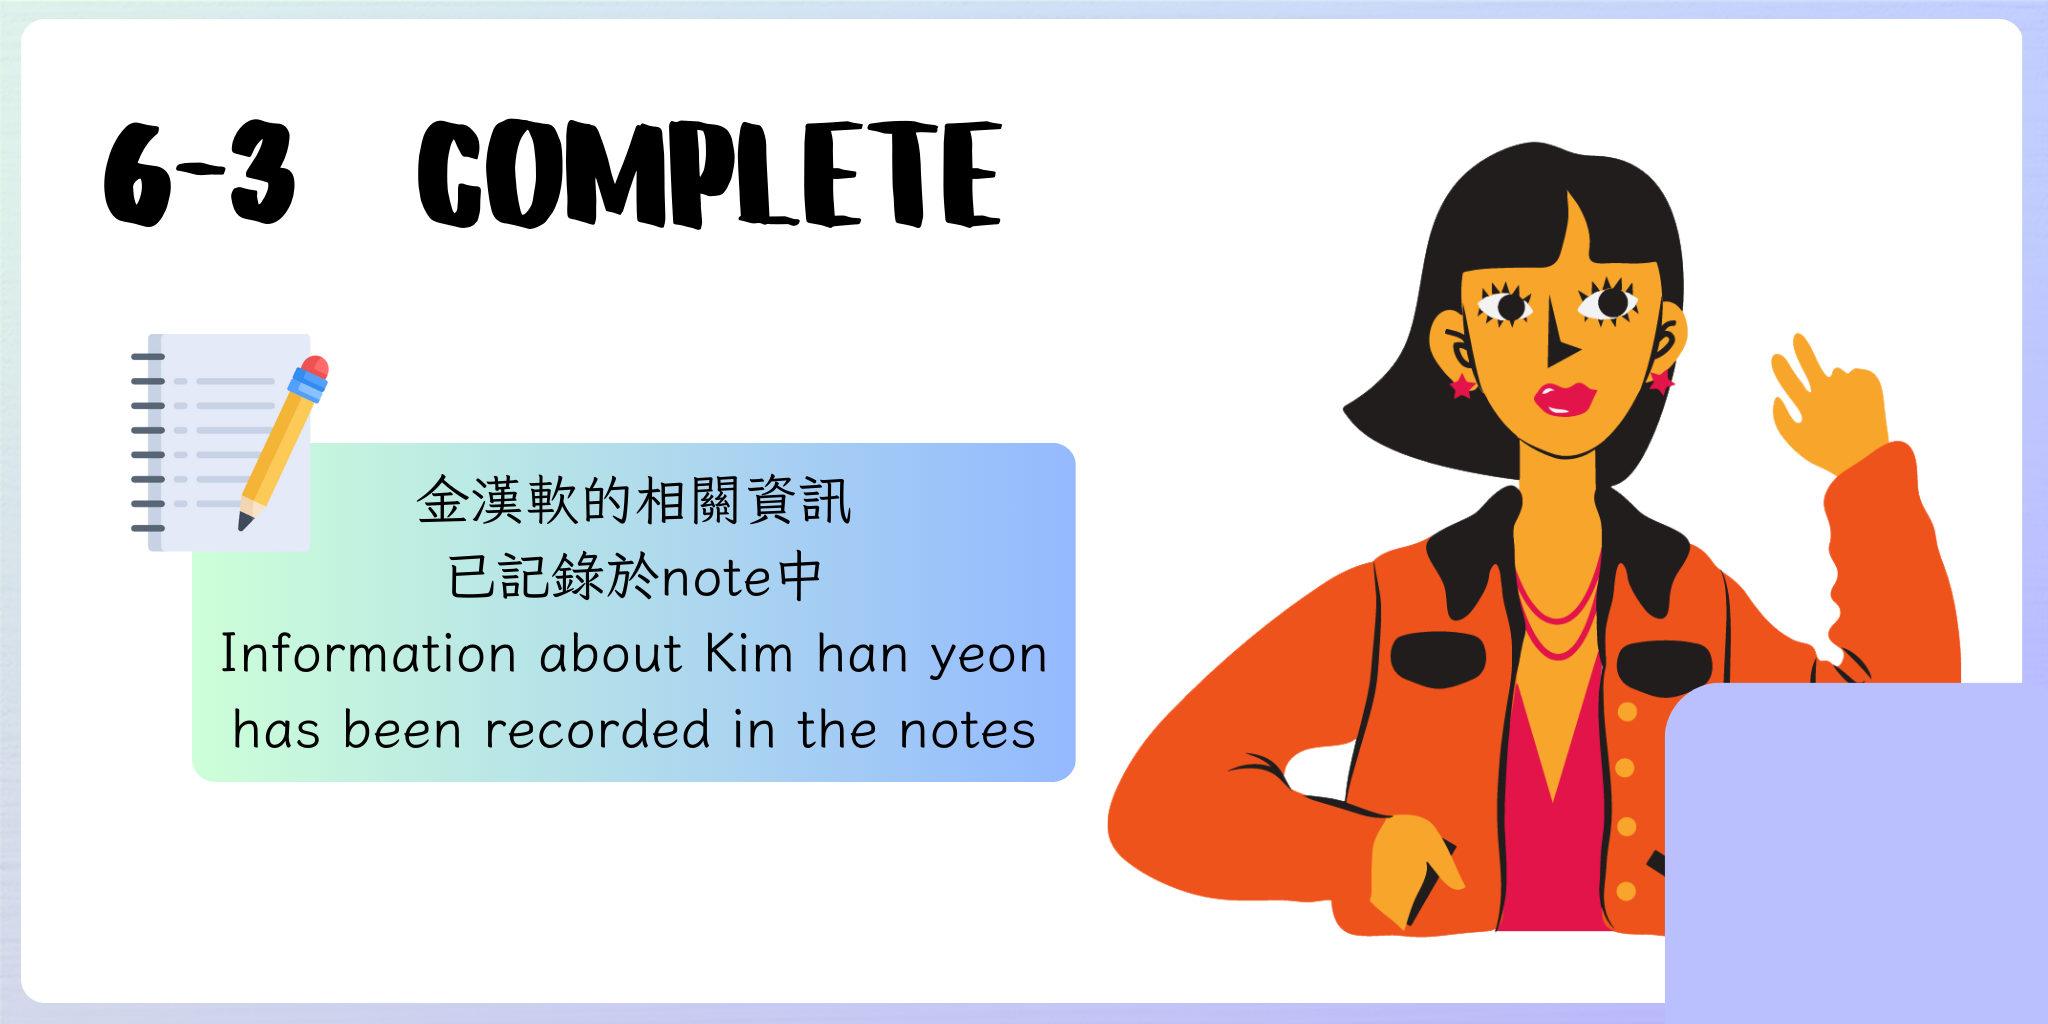 6-3 COMPLETE
金漢軟的相關資訊
已記錄於note中
Information about Kim han yeon
has been recorded in the notes